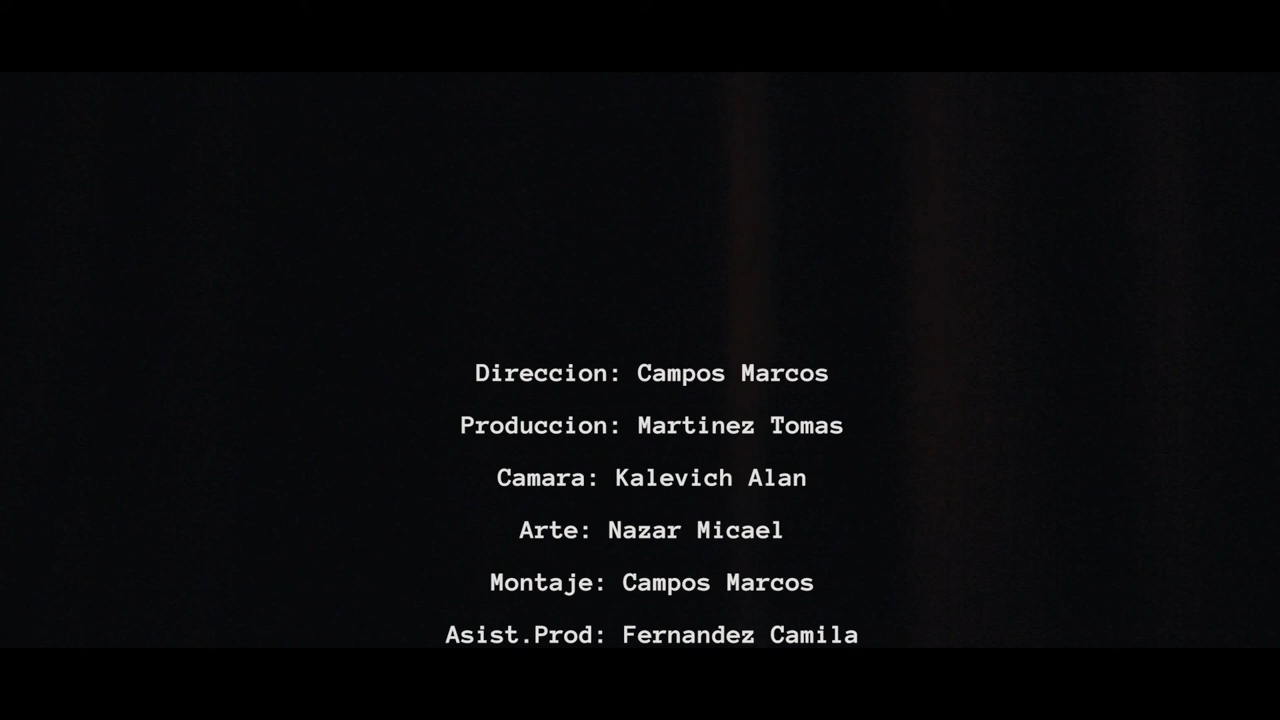 Direccion: Campos Marcos
Produccion: Martinez Tomas
Camara: Kalevich Alan
Arte: Nazar Micael
Montaje: Campos Marcos
Asist.Prod: Fernandez Camila